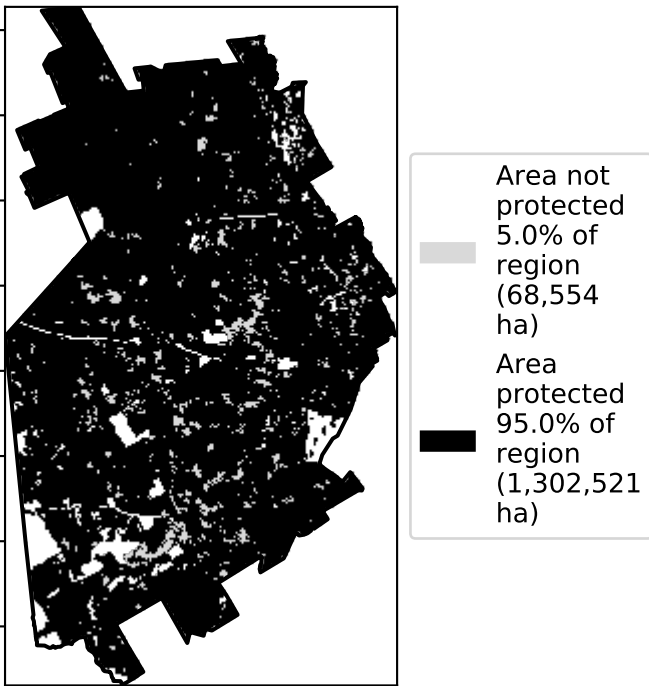 Area not
protected
5.0% of
region
(68,554
ha)
Area
protected
95.0% of
region
(1,302,521
ha)